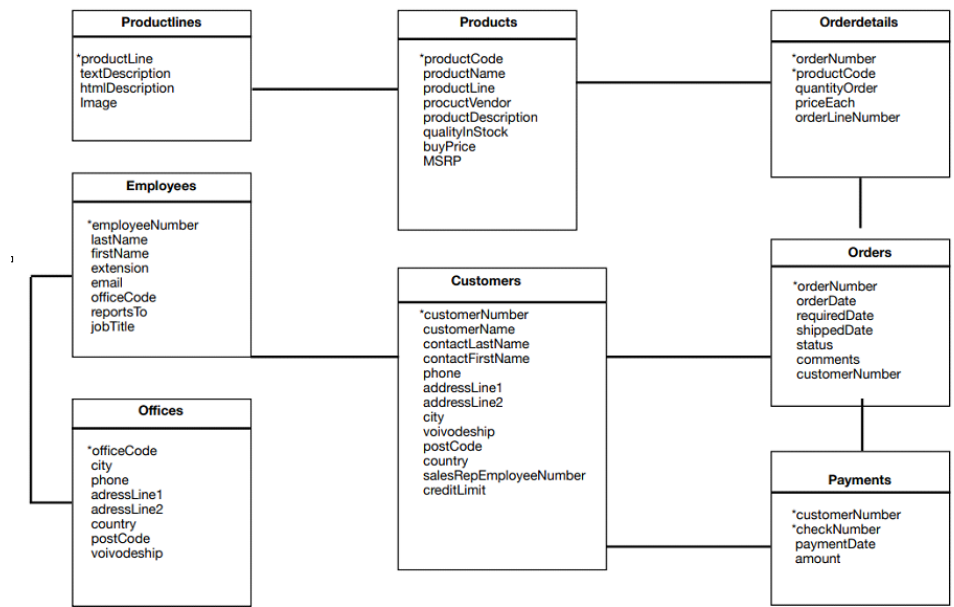 Productlines
*productLine
textDescription
htmlDescription
Image
Products
*productCode
productName
productLine
procuctVendor
productDescription
qualityInStock
buyPrice
MSRP
Orderdetails
*orderNumber
*productCode
quantityOrder
priceEach
orderLineNumber
Employees
*employeeNumber
lastName
firstName
extension
email
officeCode
reportsTo
jobTitle
Customers
*customerNumber
customerName
contactLastName
contactFirstName
phone
addressLine1
addressLine2
city
voivodeship
postCode
country
salesRepEmployeeNumber
creditLimit
Orders
*orderNumber
orderDate
requiredDate
shippedDate
status
comments
customerNumber
Offices
*officeCode
city
phone
adressLine1
adressLine2
country
postCode
voivodeship
Payments
*customerNumber
*checkNumber
paymentDate
amount